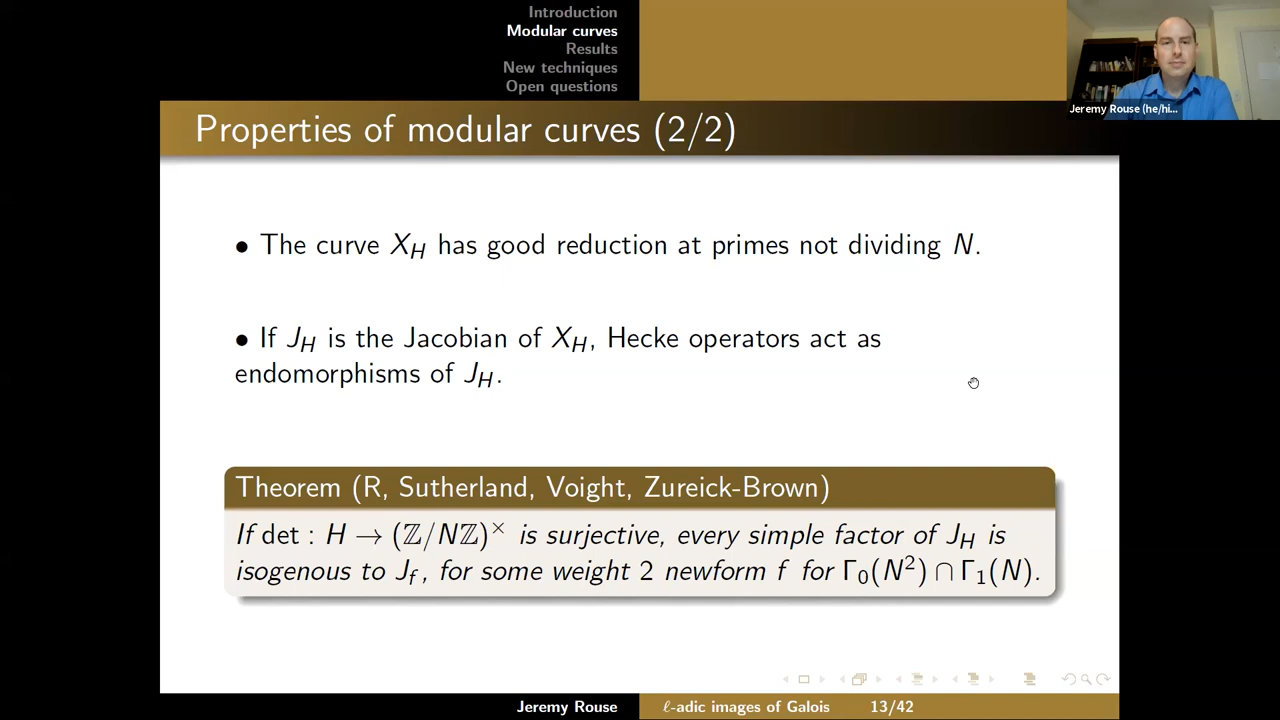 Introduction
Modular curves
Results
New techniques
Open questions
Jeremy Rouse (he/hi...
Properties of modular curves (2/2)
• The curve X_H has good reduction at primes not dividing N.
• If J_H is the Jacobian of X_H, Hecke operators act as
endomorphisms of J_H.
Theorem (R, Sutherland, Voight, Zureick-Brown)
If det : H → (ℤ/Nℤ)^× is surjective, every simple factor of J_H is
isogenous to J_f, for some weight 2 newform f for Γ₀(N²) ∩ Γ₁(N).
Jeremy Rouse
ℓ-adic images of Galois
13/42